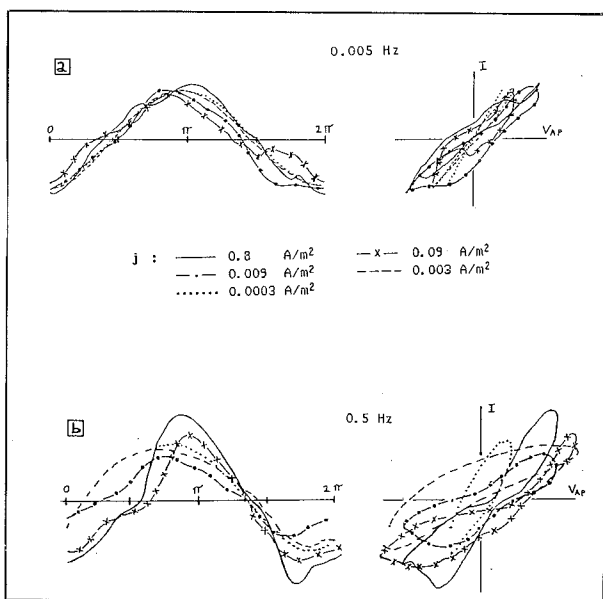 a
0.005 Hz
I
0
π
2π
V_AP
j : 0.8 A/m²
0.09 A/m²
0.009 A/m²
0.003 A/m²
0.0003 A/m²
b
0.5 Hz
I
0
π
2π
V_AP